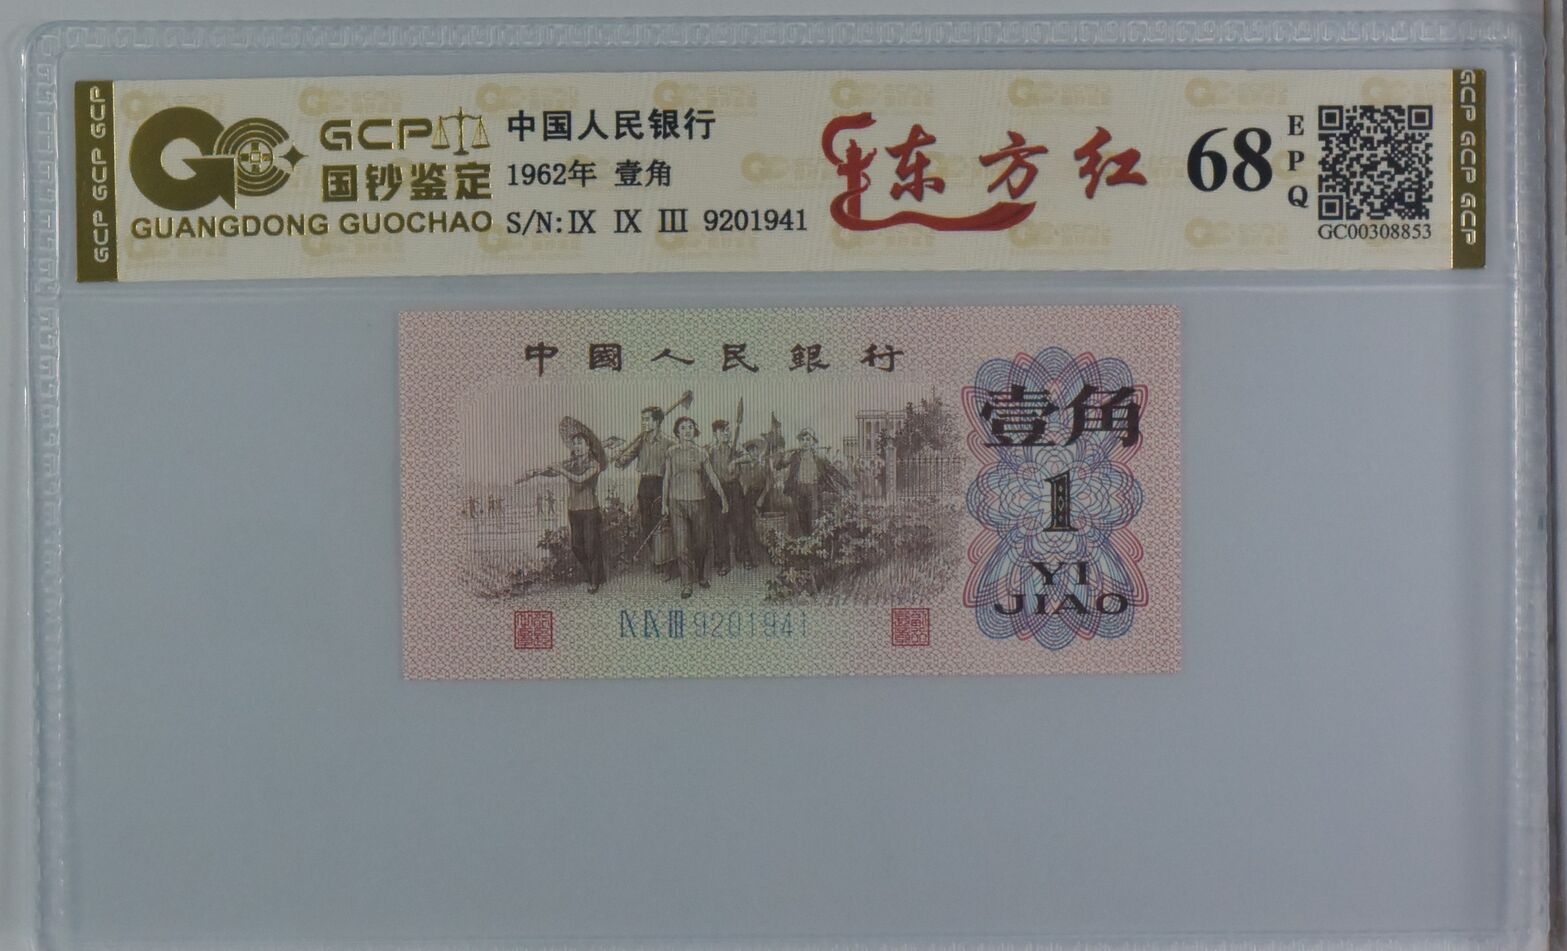 GCP GCP GCP
GCP
国钞鉴定
GUANGDONG GUOCHAO
中国人民银行
1962年 壹角
S/N: Ⅸ Ⅸ Ⅲ 9201941
东方红
68
EPQ
GC00308853
GCP GCP GCP
中國人民銀行
壹角
1
YI
JIAO
Ⅸ Ⅸ Ⅲ 9201941